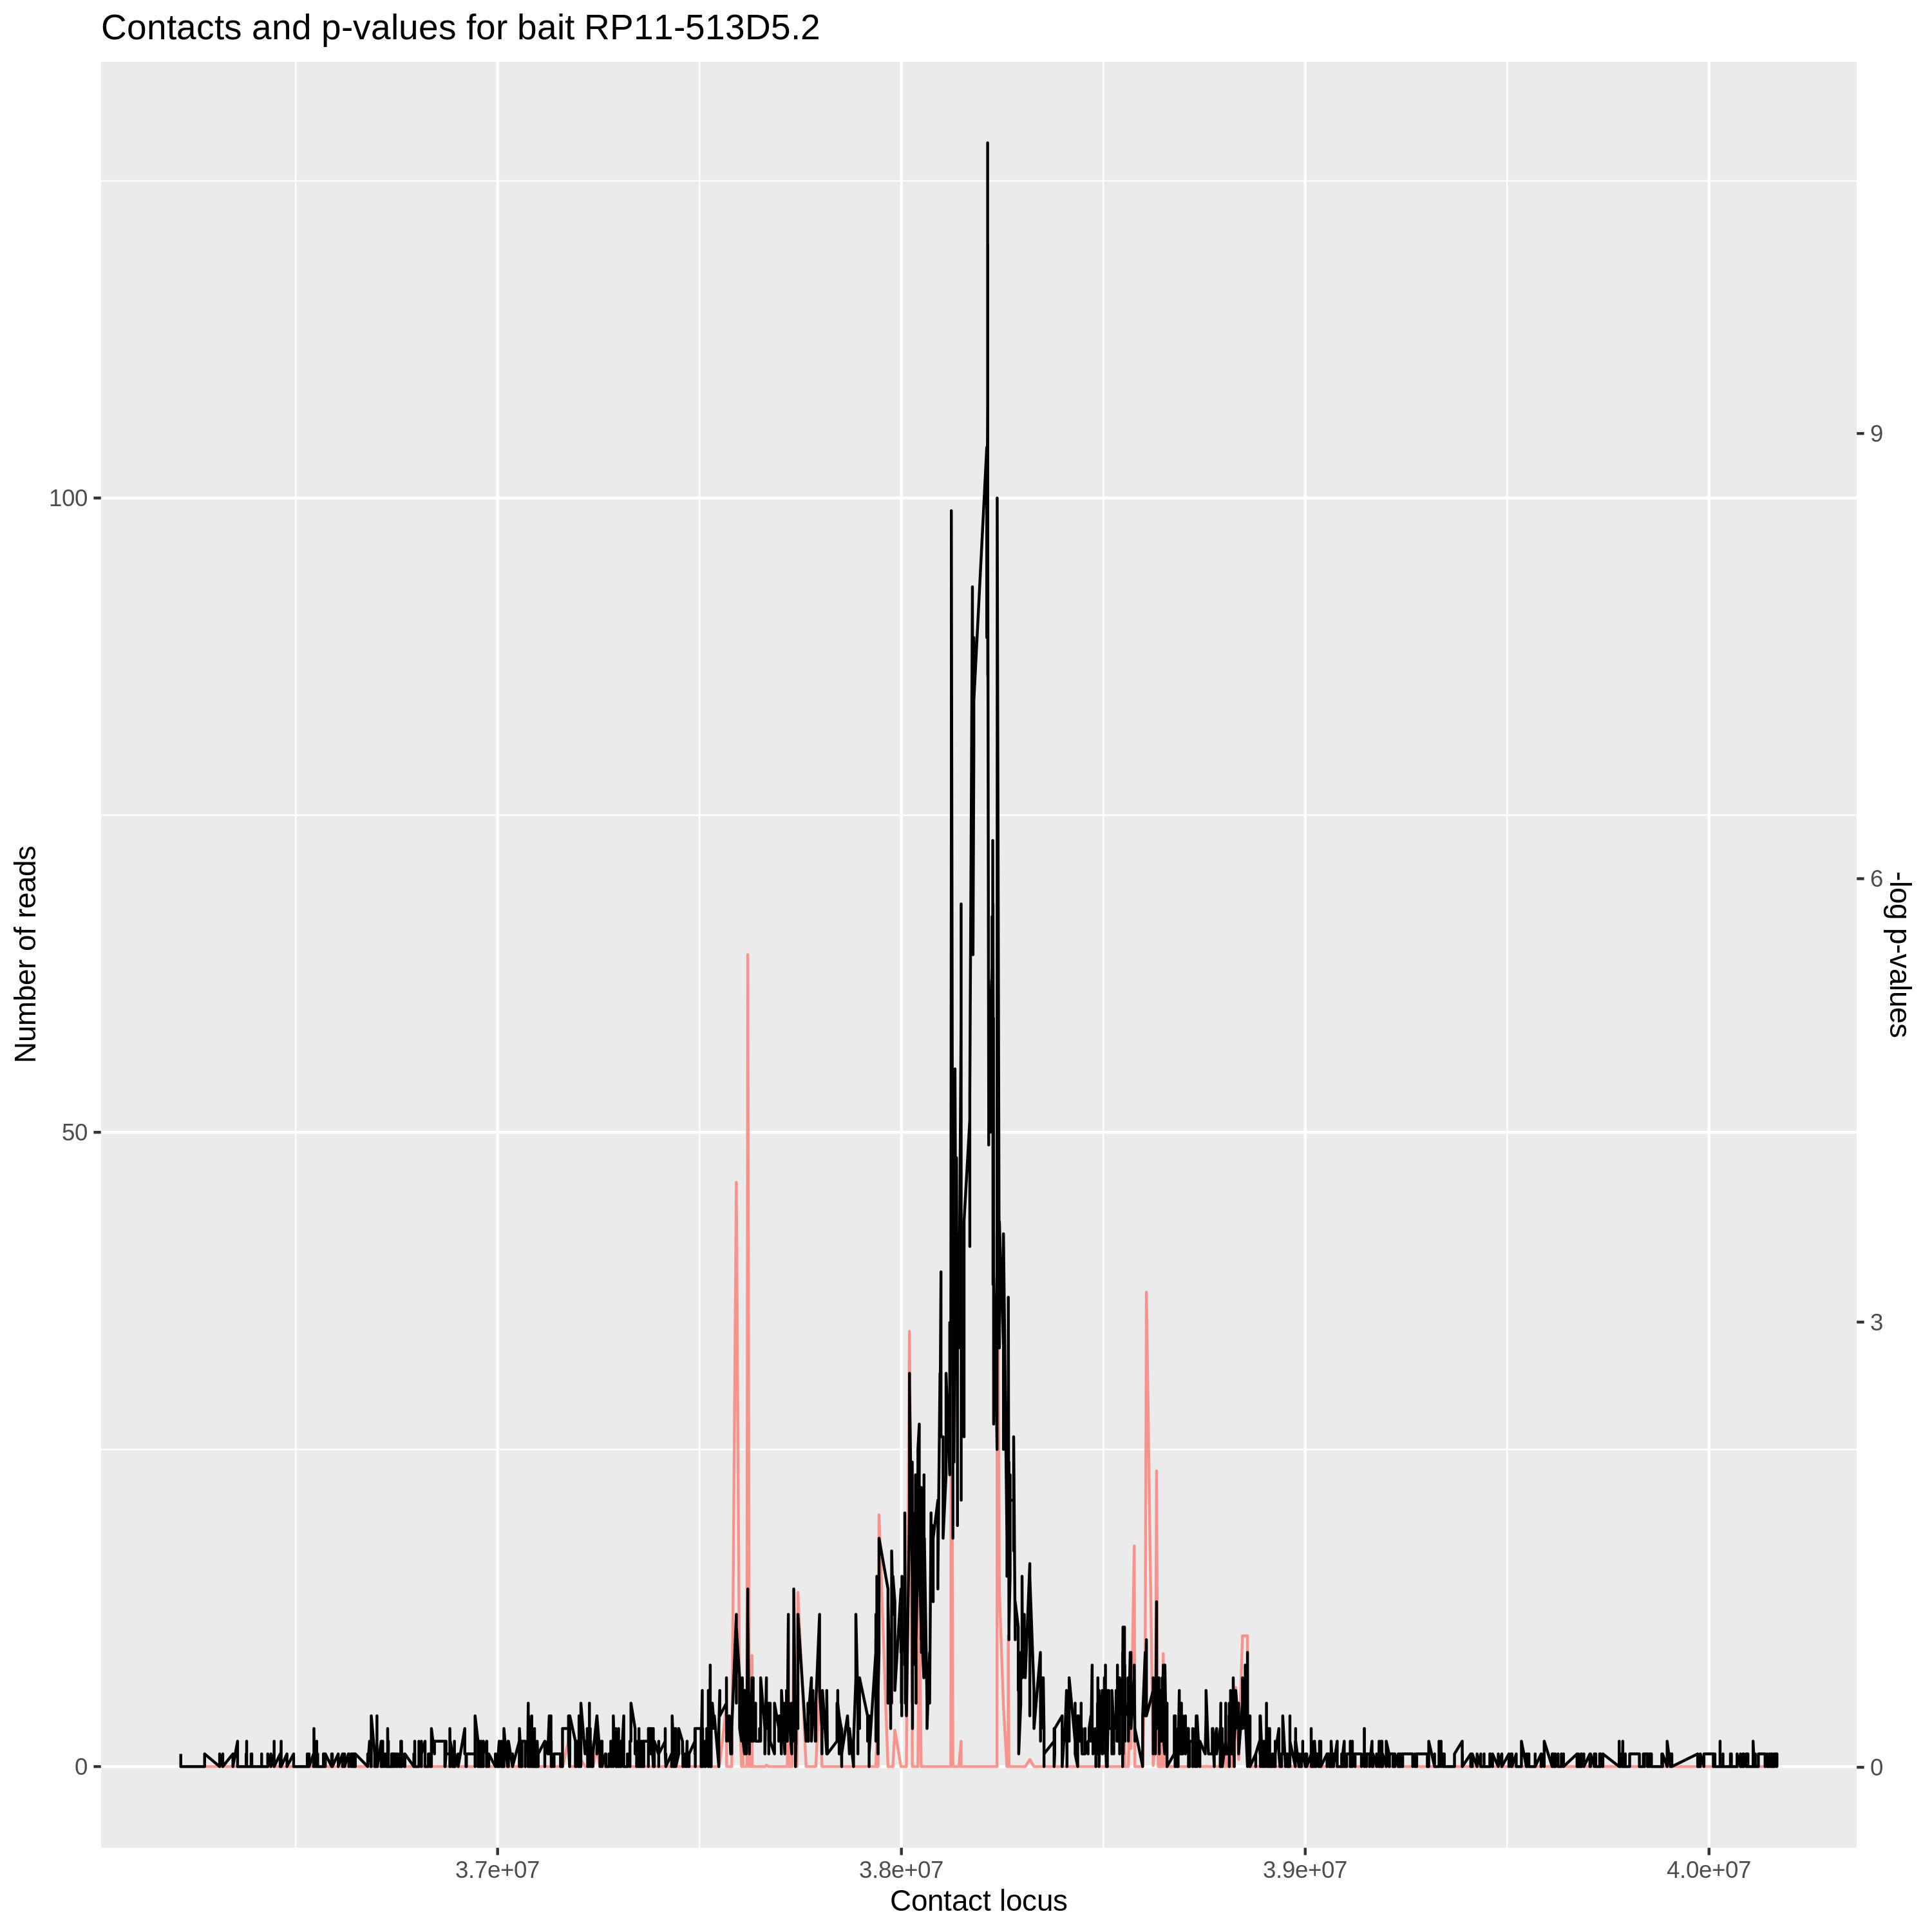 Contacts and p-values for bait RP11-513D5.2
Number of reads
100
50
0
9
6
3
0
-log p-values
3.7e+07
3.8e+07
3.9e+07
4.0e+07
Contact locus